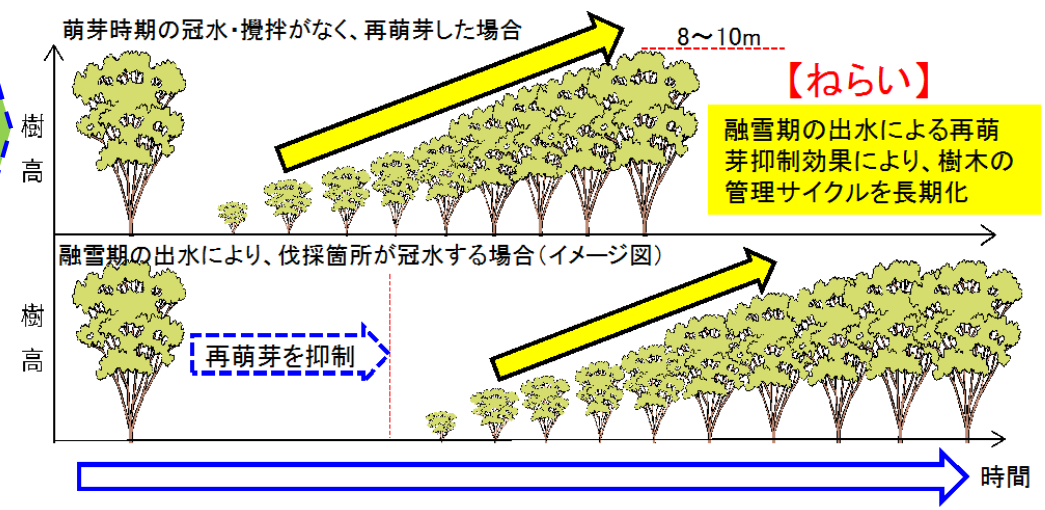 萌芽時期の冠水・攪拌がなく、再萌芽した場合
8～10m
【ねらい】
融雪期の出水による再萌
芽抑制効果により、樹木の
管理サイクルを長期化
樹
高
融雪期の出水により、伐採箇所が冠水する場合（イメージ図）
樹
高
再萌芽を抑制
時間